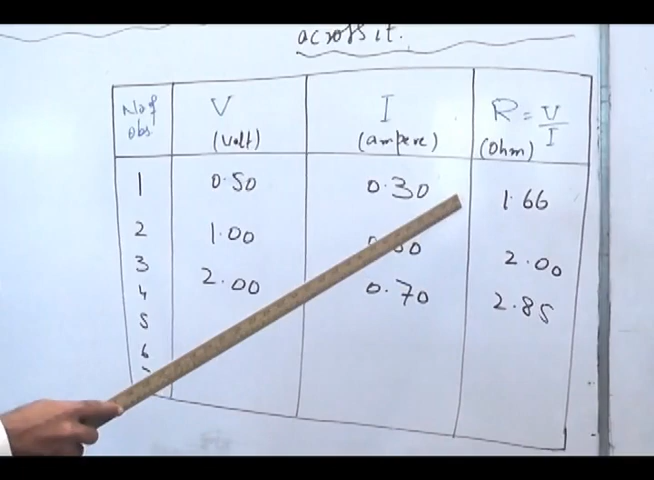 across it.
No of obs V (volt) I (ampere) R = V/I (ohm)
1 0.50 0.30 1.66
2 1.00 2.00
3 2.00 0.70 2.85
4
5
6